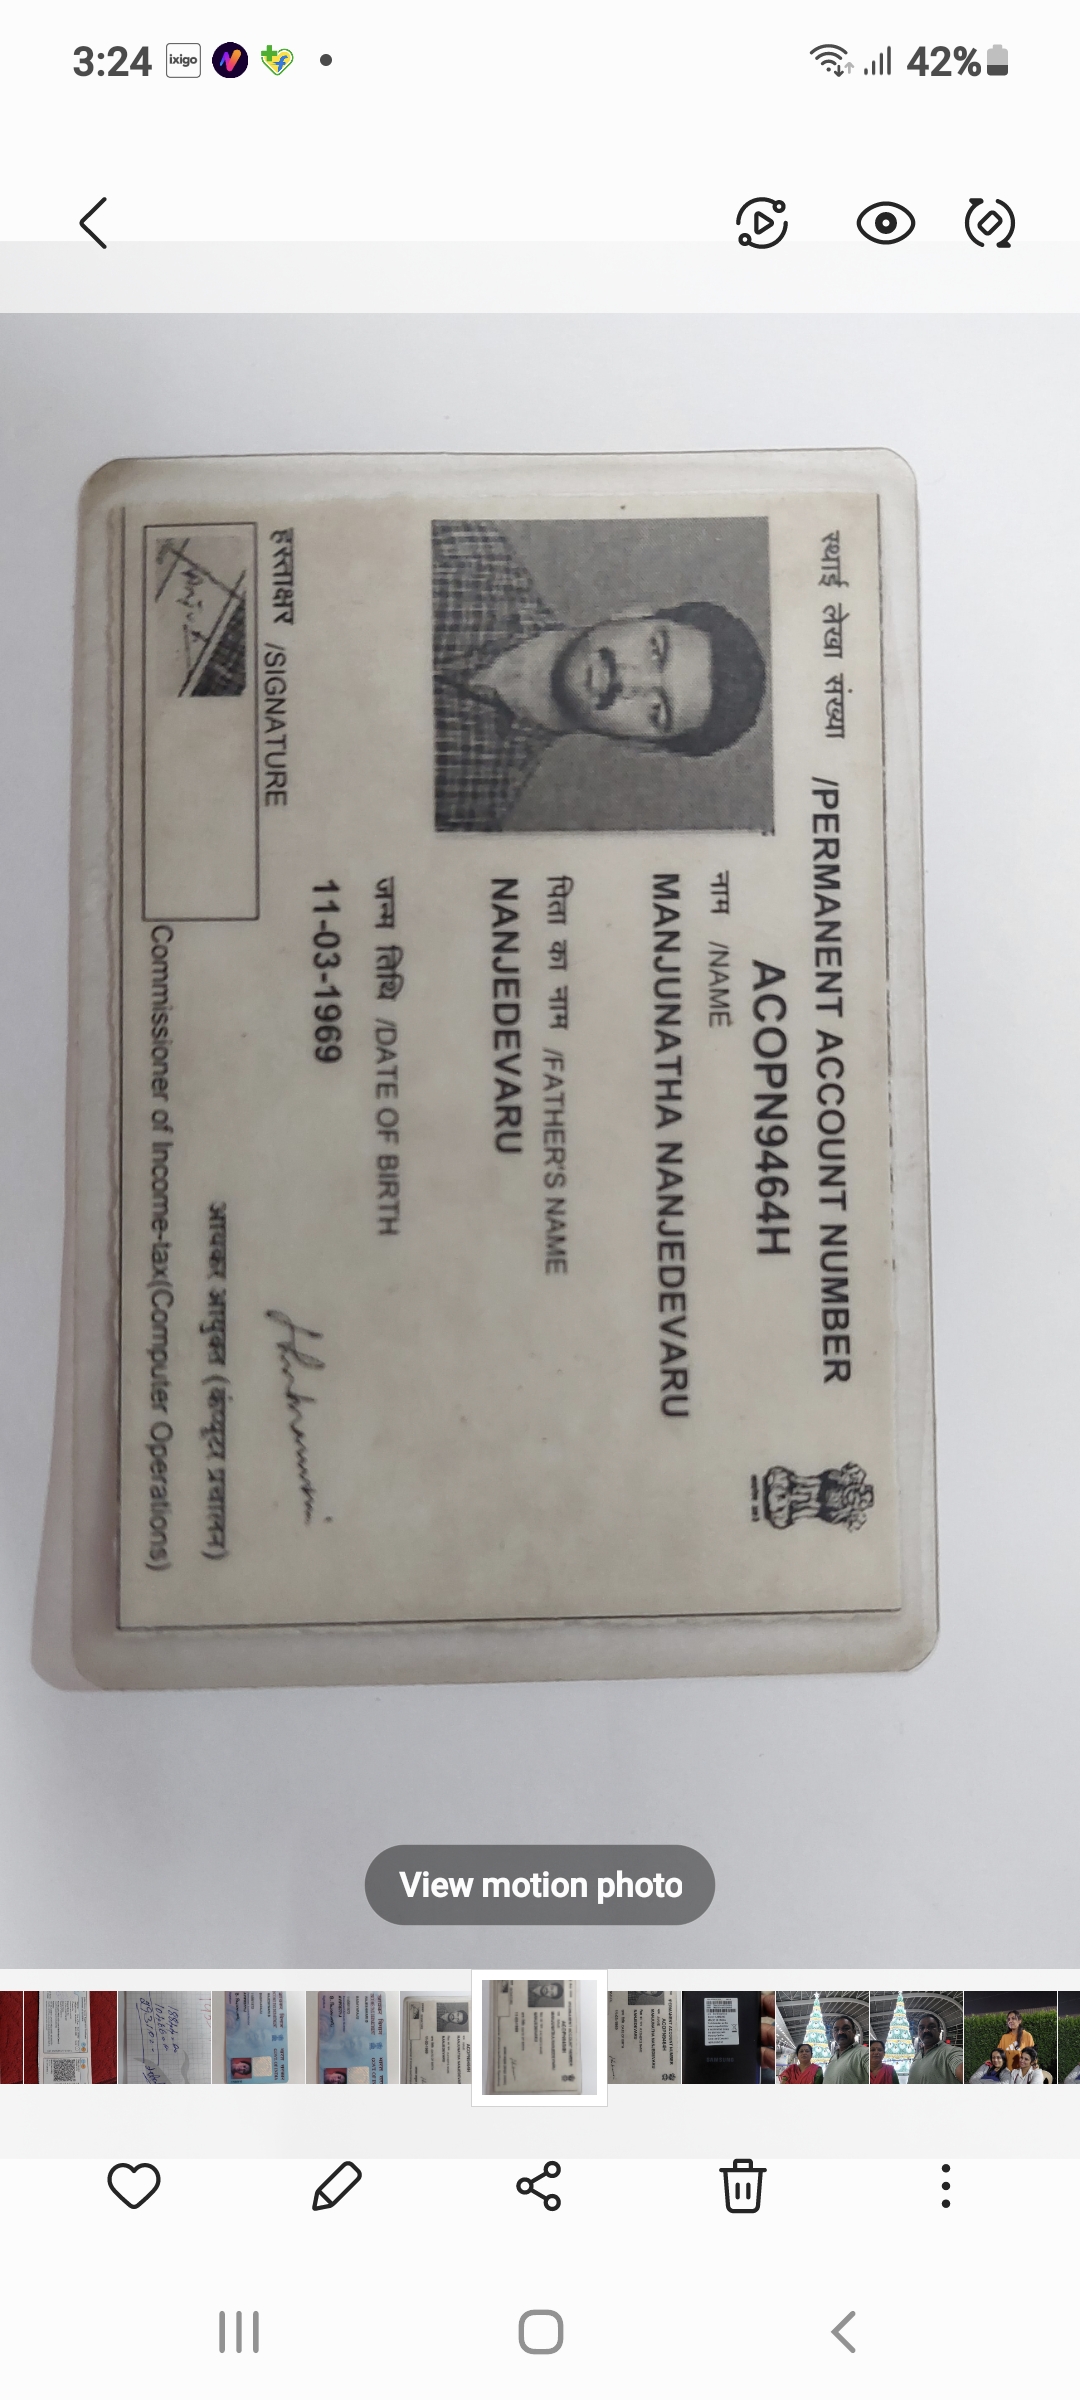 3:24
ixigo
42%
स्थाई लेखा संख्या /PERMANENT ACCOUNT NUMBER
ACOPN9464H
नाम /NAME
MANJUNATHA NANJEDEVARU
पिता का नाम /FATHER'S NAME
NANJEDEVARU
जन्म तिथि /DATE OF BIRTH
11-03-1969
हस्ताक्षर /SIGNATURE
आयकर आयुक्त (कंप्यूटर प्रचालन)
Commissioner of Income-tax(Computer Operations)
View motion photo